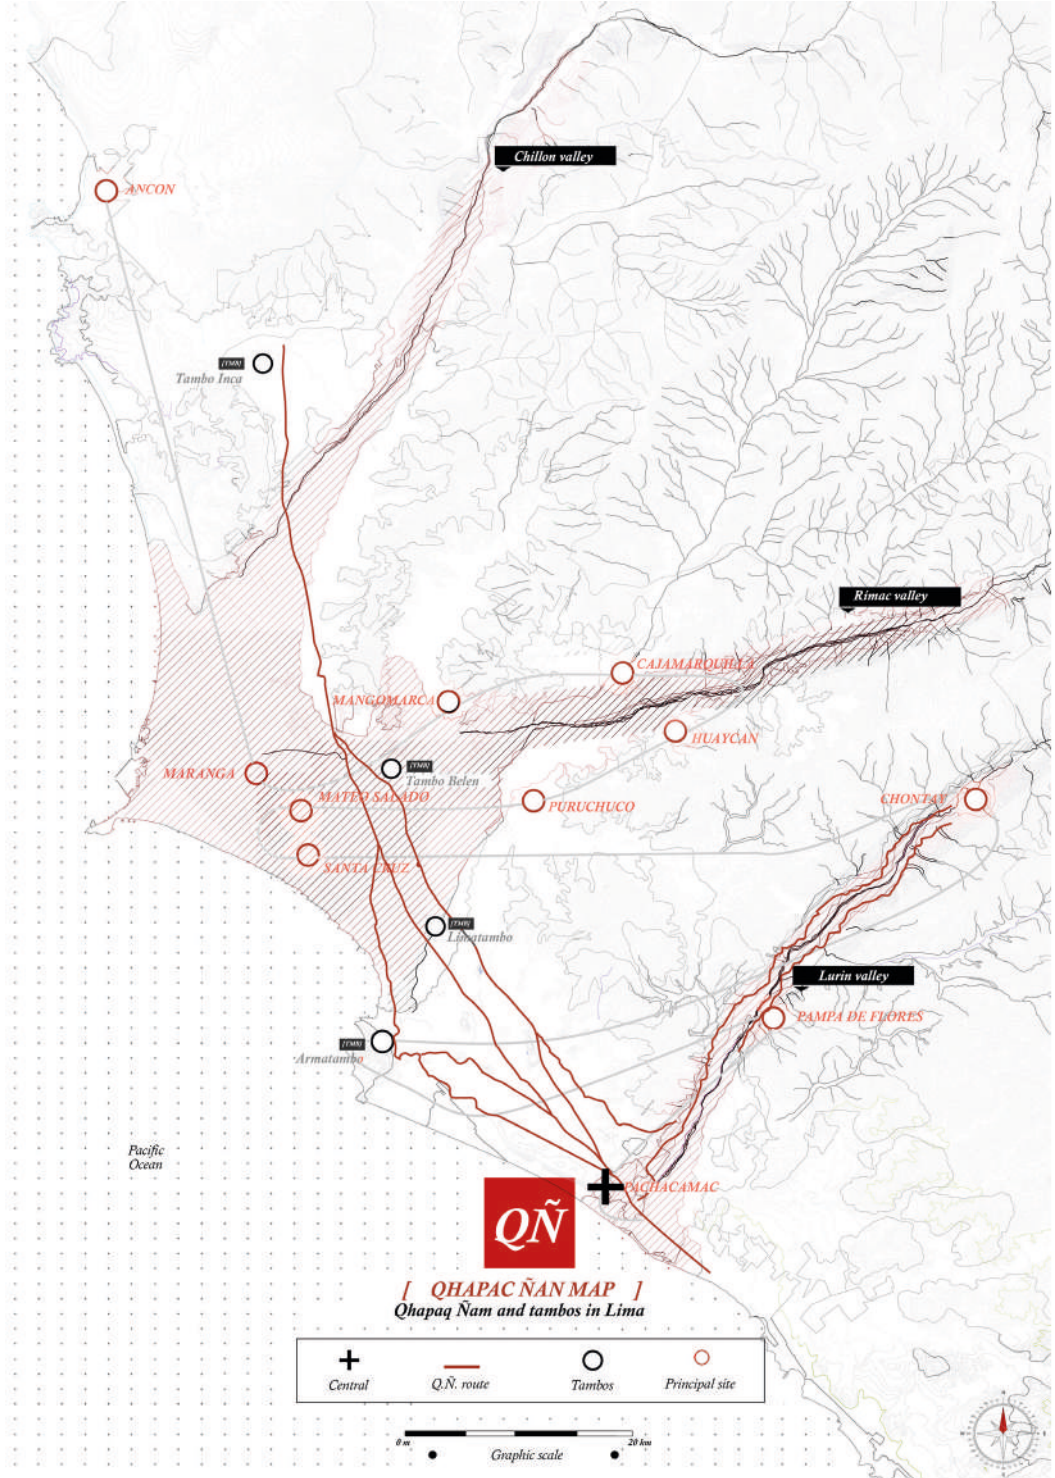 Chillon valley
ANCON
[TMB]
Tambo Inca
Rimac valley
CAJAMARQUILLA
MANGOMARCA
HUAYCAN
MARANGA
[TMB]
Tambo Belen
MATEO SALADO
PURUCHUCO
CHONTAY
SANTA CRUZ
[TMB]
Limatambo
Lurin valley
PAMPA DE FLORES
[TMB]
Armatambo
Pacific
Ocean
PACHACAMAC
QÑ
[ QHAPAC ÑAN MAP ]
Qhapaq Ñam and tambos in Lima
Central
Q.Ñ. route
Tambos
Principal site
0 m
20 km
Graphic scale
N